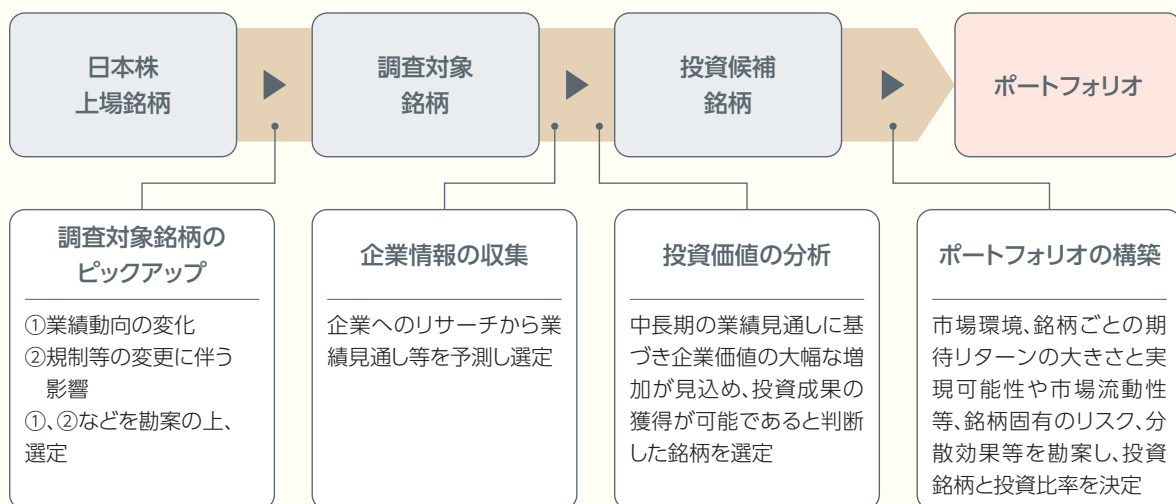 日本株
上場銘柄
調査対象
銘柄
投資候補
銘柄
ポートフォリオ
調査対象銘柄の
ピックアップ
①業績動向の変化
②規制等の変更に伴う
影響
①、②などを勘案の上、
選定
企業情報の収集
企業へのリサーチから業
績見通し等を予測し選定
投資価値の分析
中長期の業績見通しに基
づき企業価値の大幅な増
加が見込め、投資成果の
獲得が可能であると判断
した銘柄を選定
ポートフォリオの構築
市場環境、銘柄ごとの期
待リターンの大きさと実
現可能性や市場流動性
等、銘柄固有のリスク、分
散効果等を勘案し、投資
銘柄と投資比率を決定